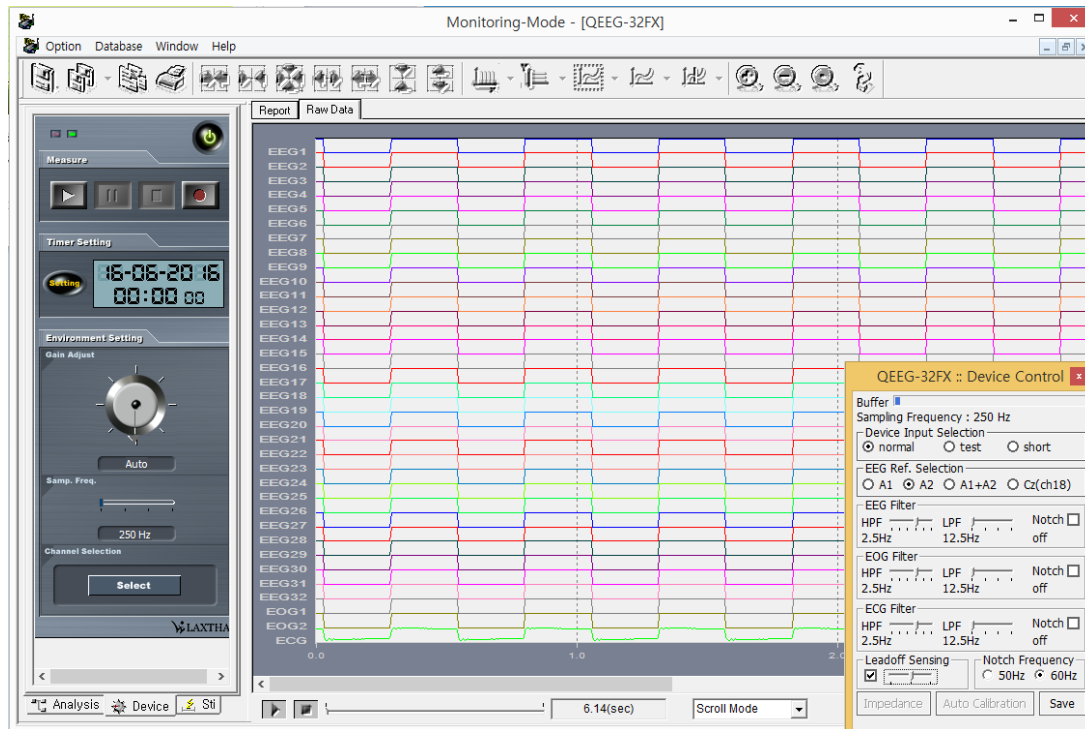 Monitoring-Mode - [QEEG-32FX]
Option Database Window Help
Report Raw Data
Measure
Timer Setting
Setting
16-06-2016
00:00 00
Environment Setting
Gain Adjust
Auto
Samp. Freq.
250 Hz
Channel Selection
Select
LAXTHA
Analysis Device Sti
EEG1
EEG2
EEG3
EEG4
EEG5
EEG6
EEG7
EEG8
EEG9
EEG10
EEG11
EEG12
EEG13
EEG14
EEG15
EEG16
EEG17
EEG18
EEG19
EEG20
EEG21
EEG22
EEG23
EEG24
EEG25
EEG26
EEG27
EEG28
EEG29
EEG30
EEG31
EEG32
EOG1
EOG2
ECG
0.0 1.0 2.0
6.14(sec) Scroll Mode
QEEG-32FX :: Device Control x
Buffer
Sampling Frequency : 250 Hz
Device Input Selection
normal test short
EEG Ref. Selection
A1 A2 A1+A2 Cz(ch18)
EEG Filter
HPF LPF Notch
2.5Hz 12.5Hz off
EOG Filter
HPF LPF Notch
2.5Hz 12.5Hz off
ECG Filter
HPF LPF Notch
2.5Hz 12.5Hz off
Leadoff Sensing Notch Frequency
50Hz 60Hz
Impedance Auto Calibration Save